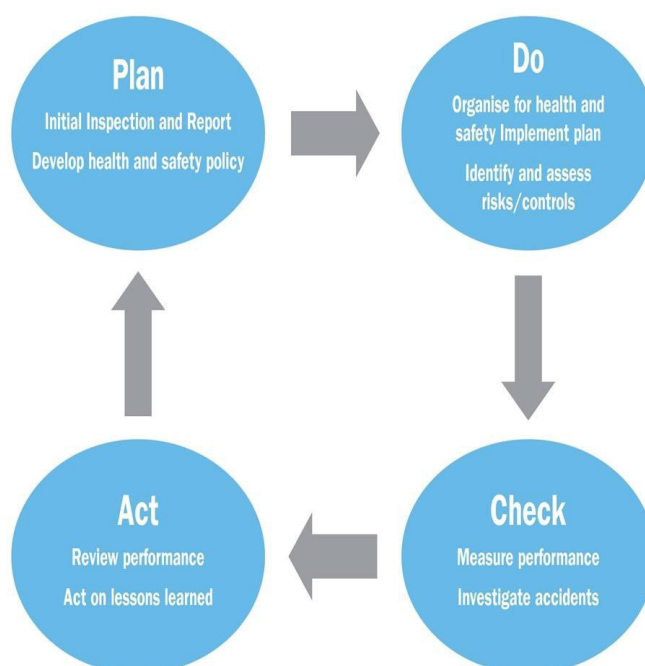 Plan
Initial Inspection and Report
Develop health and safety policy
Do
Organise for health and
safety Implement plan
Identify and assess
risks/controls
Check
Measure performance
Investigate accidents
Act
Review performance
Act on lessons learned